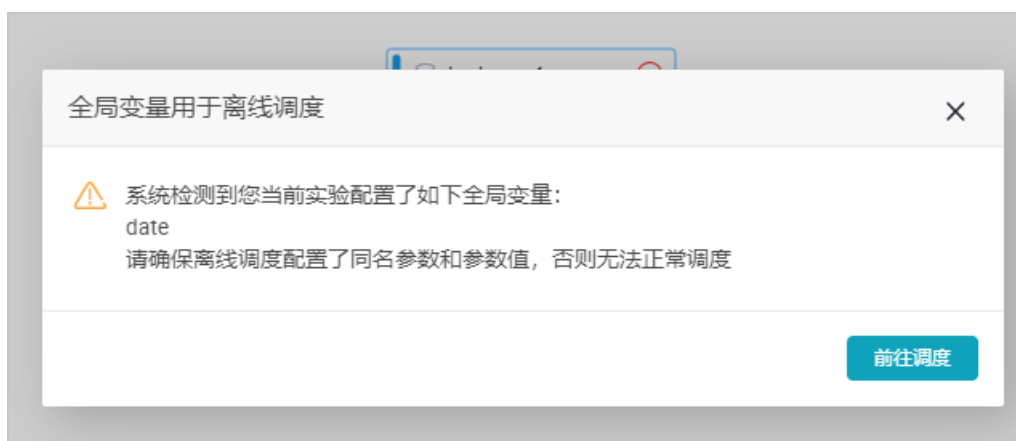 全局变量用于离线调度
系统检测到您当前实验配置了如下全局变量：
date
请确保离线调度配置了同名参数和参数值，否则无法正常调度
前往调度